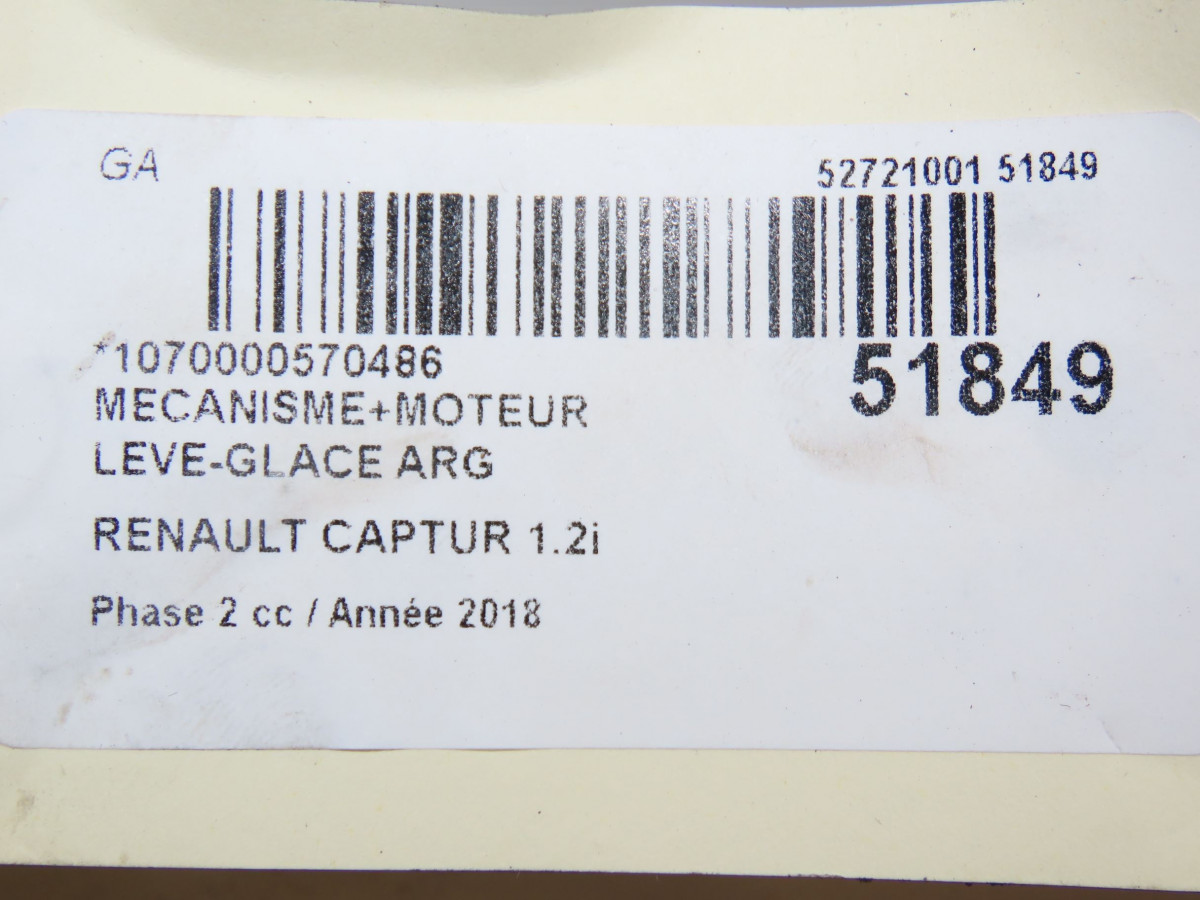 GA
52721001 51849
*1070000570486
51849
MECANISME+MOTEUR
LEVE-GLACE ARG
RENAULT CAPTUR 1.2i
Phase 2 cc / Année 2018